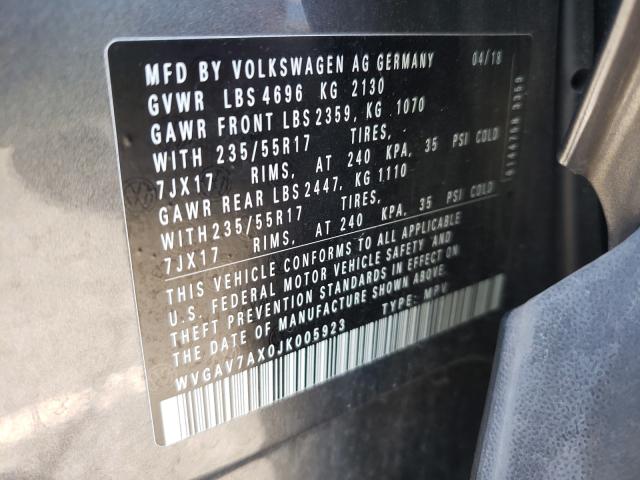 MFD BY VOLKSWAGEN AG GERMANY 04/18
GVWR LBS 4696 KG 2130
GAWR FRONT LBS 2359, KG 1070
WITH 235/55R17 TIRES,
7JX17 RIMS, AT 240 KPA, 35 PSI COLD
GAWR REAR LBS 2447, KG 1110
WITH 235/55R17 TIRES,
7JX17 RIMS, AT 240 KPA, 35 PSI COLD
THIS VEHICLE CONFORMS TO ALL APPLICABLE
U.S. FEDERAL MOTOR VEHICLE SAFETY AND
THEFT PREVENTION STANDARDS IN EFFECT ON
THE DATE OF MANUFACTURE SHOWN ABOVE.
WVGAV7AX0JK005923 TYPE: MPV